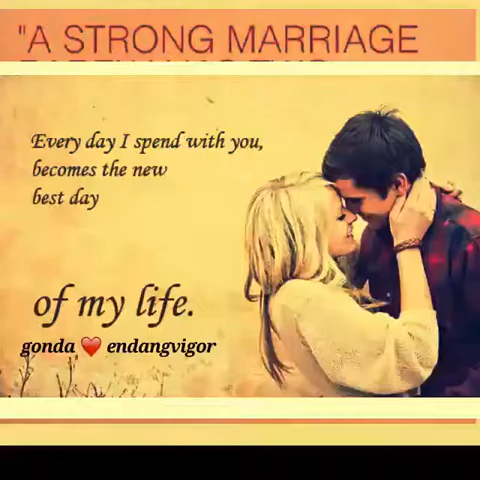 "A STRONG MARRIAGE
Every day I spend with you,
becomes the new
best day
of my life.
gonda ❤️ endangvigor